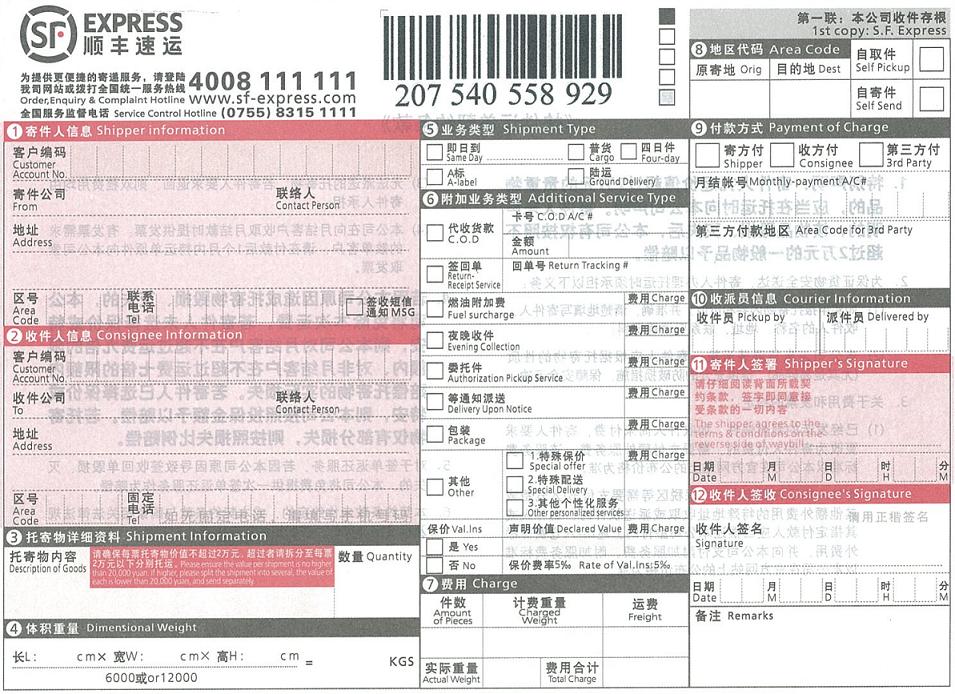 SF EXPRESS
顺丰速运
为提供更便捷的寄递服务，请登陆
我司网站或拨打全国统一服务热线 4008 111 111
Order,Enquiry & Complaint Hotline www.sf-express.com
全国服务监督电话 Service Control Hotline (0755) 8315 1111
207 540 558 929
第一联：本公司收件存根
1st copy: S.F. Express
8 地区代码 Area Code
原寄地 Orig 目的地 Dest
自取件
Self Pickup
自寄件
Self Send
1 寄件人信息 Shipper information
客户编码
Customer
Account No.
寄件公司
From
联络人
Contact Person
地址
Address
区号
Area
Code
联系
电话
Tel
签收短信
通知MSG
2 收件人信息 Consignee Information
客户编码
Customer
Account No.
收件公司
To
联络人
Contact Person
地址
Address
区号
Area
Code
固定
电话
Tel
3 托寄物详细资料 Shipment Information
托寄物内容
Description of Goods
请确保每票托寄物价值不超过2万元，超过者请拆分至每票
2万元以下分别托运。Please ensure the value per shipment is no higher
than 20,000 yuan. If higher, please split the shipment into several, the value of
each is lower than 20,000 yuan, and send separately.
数量 Quantity
4 体积重量 Dimensional Weight
长L: cm× 宽W: cm× 高H: cm = KGS
6000或or12000
5 业务类型 Shipment Type
即日到
Same Day
普货
Cargo
四日件
Four-day
A标
A-label
陆运
Ground Delivery
6 附加业务类型 Additional Service Type
代收货款
C.O.D
卡号 C.O.D A/C #
金额
Amount
签回单
Return-
Receipt Service
回单号 Return Tracking #
燃油附加费
Fuel surcharge
费用 Charge
夜晚收件
Evening Collection
费用 Charge
委托件
Authorization Pickup Service
费用 Charge
等通知派送
Delivery Upon Notice
费用 Charge
包装
Package
费用 Charge
其他
Other
1.特殊保价
Special offer
费用 Charge
2.特殊配送
Special Delivery
费用 Charge
3.其他个性化服务
Other personalized services
费用 Charge
保价 Val.Ins 声明价值 Declared Value 费用 Charge
是 Yes
否 No 保价费率5‰ Rate of Val.Ins:5‰
7 费用 Charge
件数
Amount
of Pieces
计费重量
Charged
Weight
运费
Freight
实际重量
Actual Weight
费用合计
Total Charge
9 付款方式 Payment of Charge
寄方付
Shipper
收方付
Consignee
第三方付
3rd Party
月结帐号 Monthly-payment A/C#
第三方付款地区 Area Code for 3rd Party
10 收派员信息 Courier Information
收件员 Pickup by 派件员 Delivered by
11 寄件人签署 Shipper's Signature
请仔细阅读背面所载契
约条款，签字即同意接
受条款的一切内容
The shipper agrees to the
terms & conditions on the
reverse side of waybill
日期
Date
月
M
日
D
时
H
分
M
12 收件人签收 Consignee's Signature
收件人签名
Signature
请用正楷签名
日期
Date
月
M
日
D
时
H
分
M
备注 Remarks